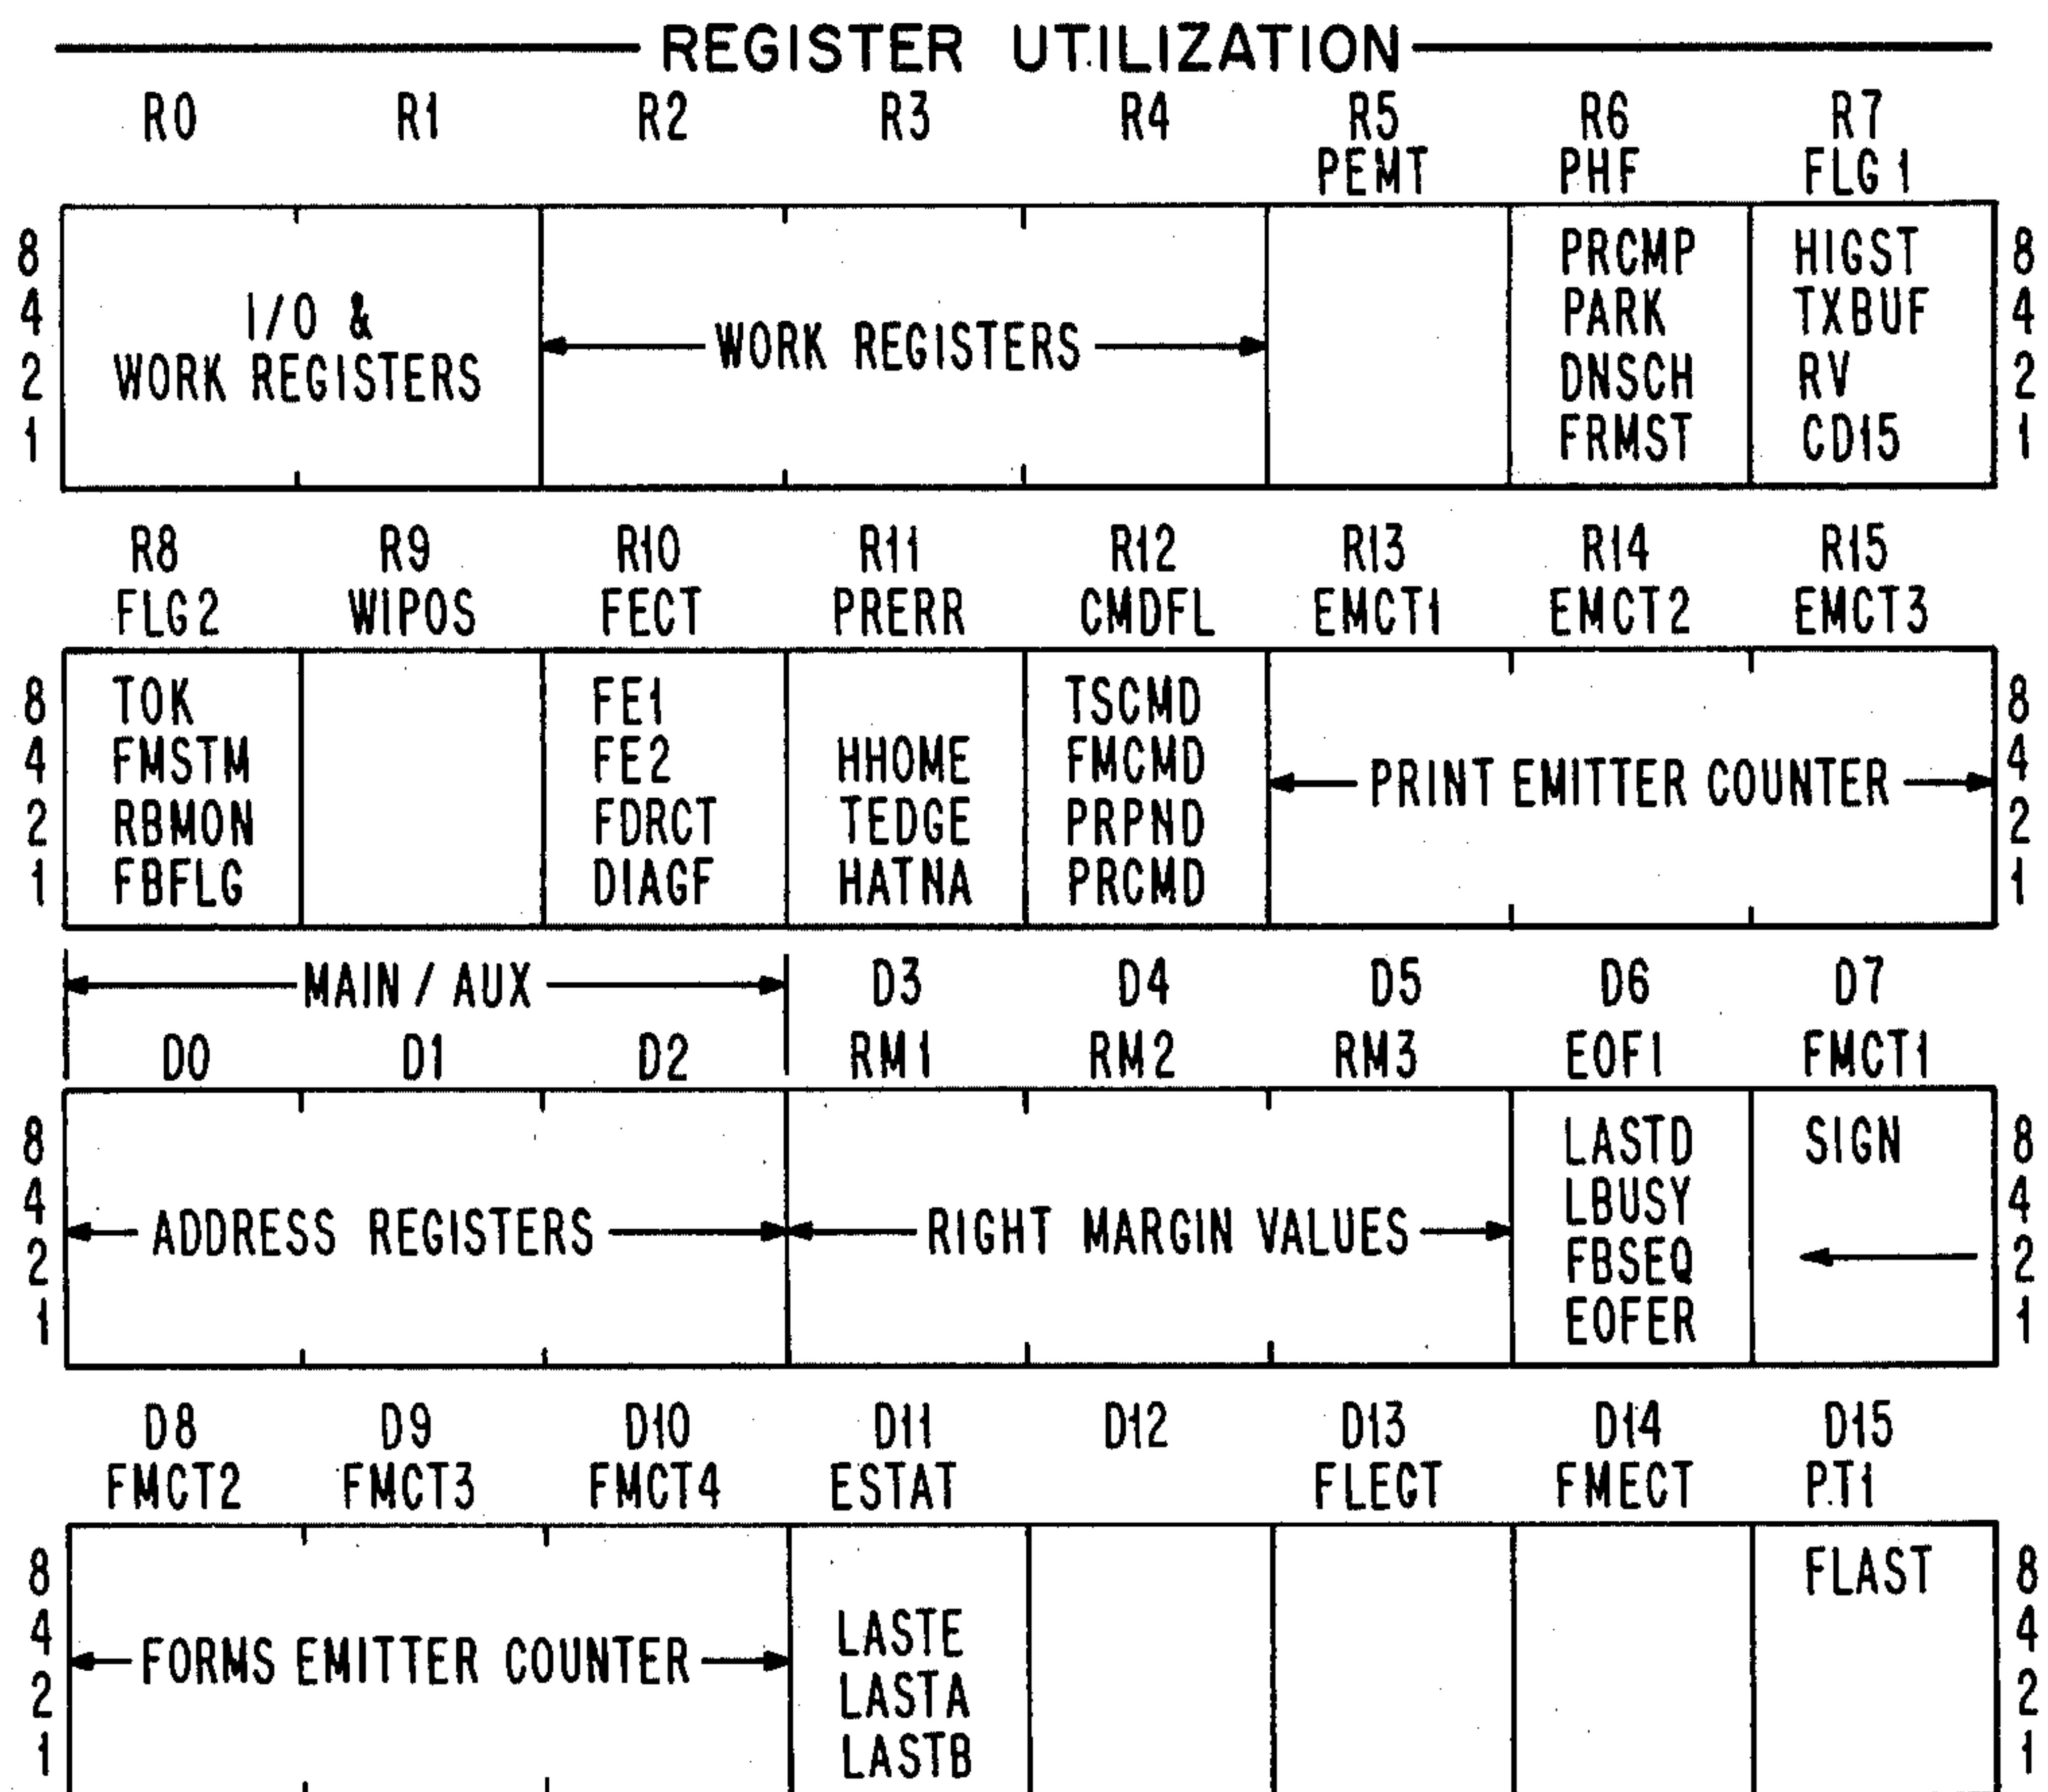 REGISTER UTILIZATION
R0 R1 R2 R3 R4 R5 R6 R7
PEMT PHF FLG1
8 PRCMP HIGST 8
4 I/O & PARK TXBUF 4
WORK REGISTERS
2 WORK REGISTERS DNSCH RV 2
1 FRMST CD15 1
R8 R9 R10 R11 R12 R13 R14 R15
FLG2 WIPOS FECT PRERR CMDFL EMCT1 EMCT2 EMCT3
8 TOK FE1 TSCMD 8
4 FMSTM FE2 HHOME FMCMD 4
PRINT EMITTER COUNTER
2 RBMON FDRCT TEDGE PRPND 2
1 FBFLG DIAGF HATNA PRCMD 1
MAIN / AUX D3 D4 D5 D6 D7
D0 D1 D2 RM1 RM2 RM3 EOF1 FMCT1
8 LASTD SIGN 8
4 LBUSY 4
ADDRESS REGISTERS RIGHT MARGIN VALUES
2 FBSEQ 2
1 EOFER 1
D8 D9 D10 D11 D12 D13 D14 D15
FMCT2 FMCT3 FMCT4 ESTAT FLECT FMECT PT1
8 FLAST 8
4 LASTE 4
FORMS EMITTER COUNTER
2 LASTA 2
1 LASTB 1